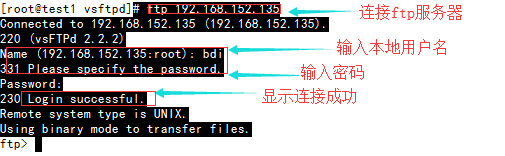 [root@test1 vsftpd]# ftp 192.168.152.135 连接ftp服务器
Connected to 192.168.152.135 (192.168.152.135).
220 (vsFTPd 2.2.2)
Name (192.168.152.135:root): bdi 输入本地用户名
331 Please specify the password. 输入密码
Password:
230 Login successful. 显示连接成功
Remote system type is UNIX.
Using binary mode to transfer files.
ftp>